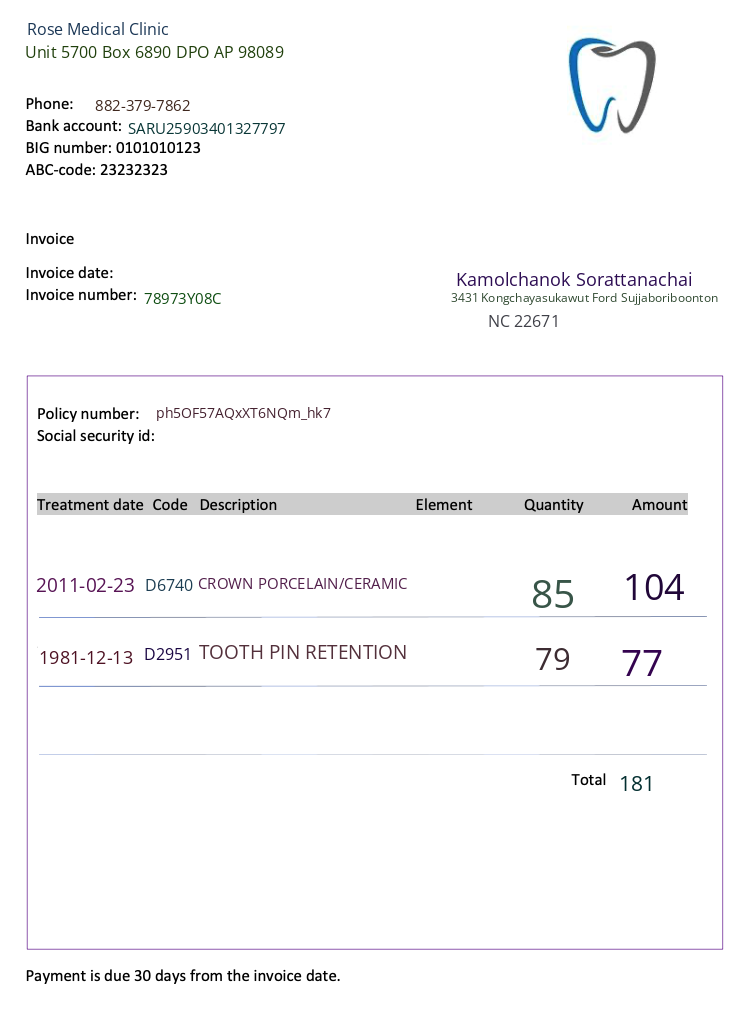 Rose Medical Clinic
Unit 5700 Box 6890 DPO AP 98089
Phone: 882-379-7862
Bank account: SARU25903401327797
BIG number: 0101010123
ABC-code: 23232323
Invoice
Invoice date:
Invoice number: 78973Y08C
Kamolchanok Sorattanachai
3431 Kongchayasukawut Ford Sujjaboriboonton
NC 22671
Policy number: ph5OF57AQxXT6NQm_hk7
Social security id:
Treatment date Code Description Element Quantity Amount
2011-02-23 D6740 CROWN PORCELAIN/CERAMIC 85 104
1981-12-13 D2951 TOOTH PIN RETENTION 79 77
Total 181
Payment is due 30 days from the invoice date.